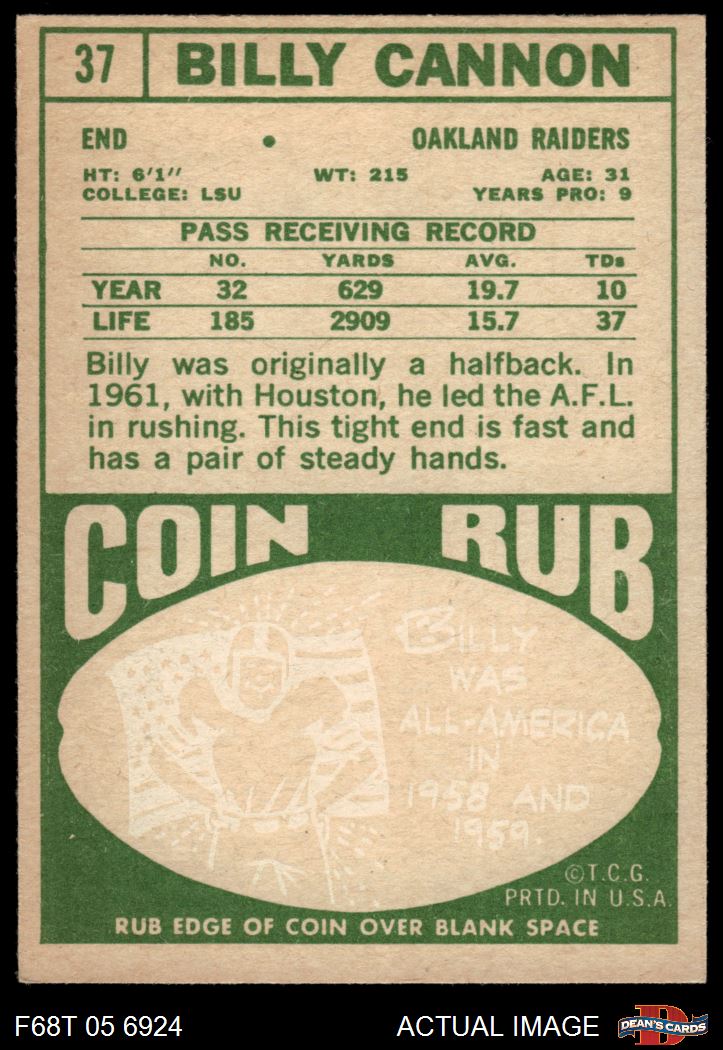 37 BILLY CANNON
END • OAKLAND RAIDERS
HT: 6'1" WT: 215 AGE: 31
COLLEGE: LSU YEARS PRO: 9
PASS RECEIVING RECORD
NO. YARDS AVG. TDs
YEAR 32 629 19.7 10
LIFE 185 2909 15.7 37
Billy was originally a halfback. In
1961, with Houston, he led the A.F.L.
in rushing. This tight end is fast and
has a pair of steady hands.
COIN RUB
BILLY
WAS
ALL-AMERICA
IN
1958 AND
1959.
©T.C.G.
PRTD. IN U.S.A.
RUB EDGE OF COIN OVER BLANK SPACE
F68T 05 6924 ACTUAL IMAGE DEAN'S CARDS